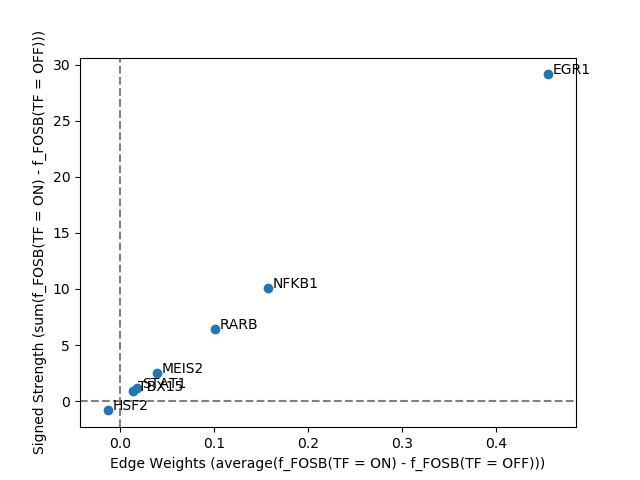 Signed Strength (sum(f_FOSB(TF = ON) - f_FOSB(TF = OFF)))
30
25
20
15
10
5
0
EGR1
NFKB1
RARB
MEIS2
STAT1
TBX15
HSF2
0.0 0.1 0.2 0.3 0.4
Edge Weights (average(f_FOSB(TF = ON) - f_FOSB(TF = OFF)))